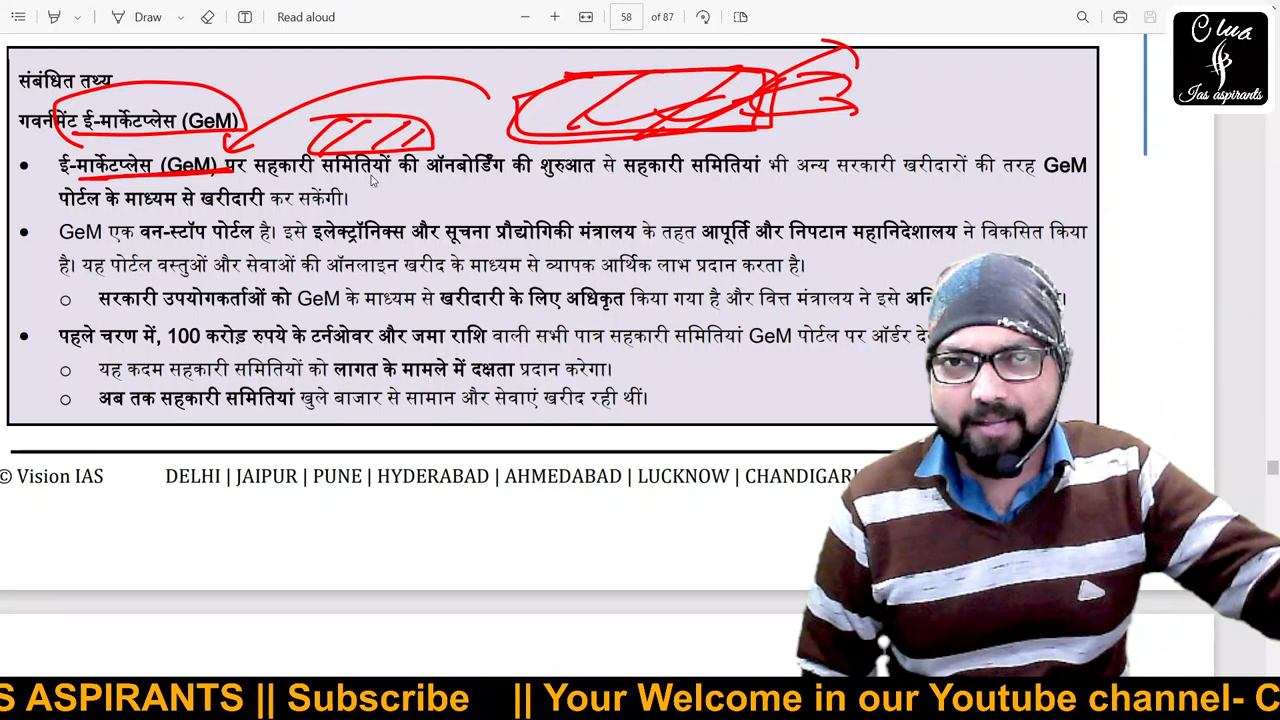 Draw
Read aloud
58
of 87
Clua
Ias aspirants
संबंधित तथ्य
गवर्नमेंट ई-मार्केटप्लेस (GeM)
• ई-मार्केटप्लेस (GeM) पर सहकारी समितियों की ऑनबोर्डिंग की शुरुआत से सहकारी समितियां भी अन्य सरकारी खरीदारों की तरह GeM
पोर्टल के माध्यम से खरीदारी कर सकेंगी।
• GeM एक वन-स्टॉप पोर्टल है। इसे इलेक्ट्रॉनिक्स और सूचना प्रौद्योगिकी मंत्रालय के तहत आपूर्ति और निपटान महानिदेशालय ने विकसित किया
है। यह पोर्टल वस्तुओं और सेवाओं की ऑनलाइन खरीद के माध्यम से व्यापक आर्थिक लाभ प्रदान करता है।
o सरकारी उपयोगकर्ताओं को GeM के माध्यम से खरीदारी के लिए अधिकृत किया गया है और वित्त मंत्रालय ने इसे
• पहले चरण में, 100 करोड़ रुपये के टर्नओवर और जमा राशि वाली सभी पात्र सहकारी समितियां GeM पोर्टल पर ऑर्डर
o यह कदम सहकारी समितियों को लागत के मामले में दक्षता प्रदान करेगा।
o अब तक सहकारी समितियां खुले बाजार से सामान और सेवाएं खरीद रही थीं।
© Vision IAS DELHI | JAIPUR | PUNE | HYDERABAD | AHMEDABAD | LUCKNOW |
S ASPIRANTS || Subscribe || Your Welcome in our Youtube channel- C